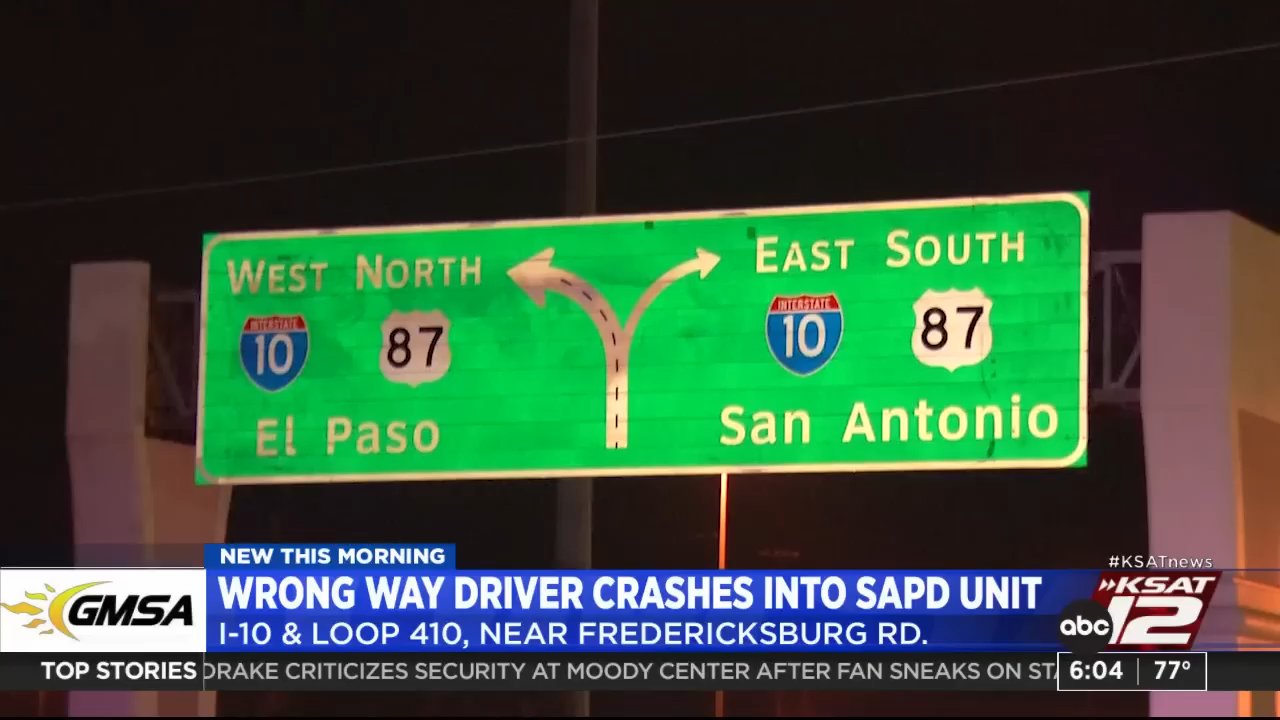 WEST NORTH
EAST SOUTH
INTERSTATE
10
87
INTERSTATE
10
87
El Paso
San Antonio
NEW THIS MORNING
#KSATnews
GMSA
WRONG WAY DRIVER CRASHES INTO SAPD UNIT
I-10 & LOOP 410, NEAR FREDERICKSBURG RD.
abc
KSAT
12
TOP STORIES
DRAKE CRITICIZES SECURITY AT MOODY CENTER AFTER FAN SNEAKS ON
6:04
77°